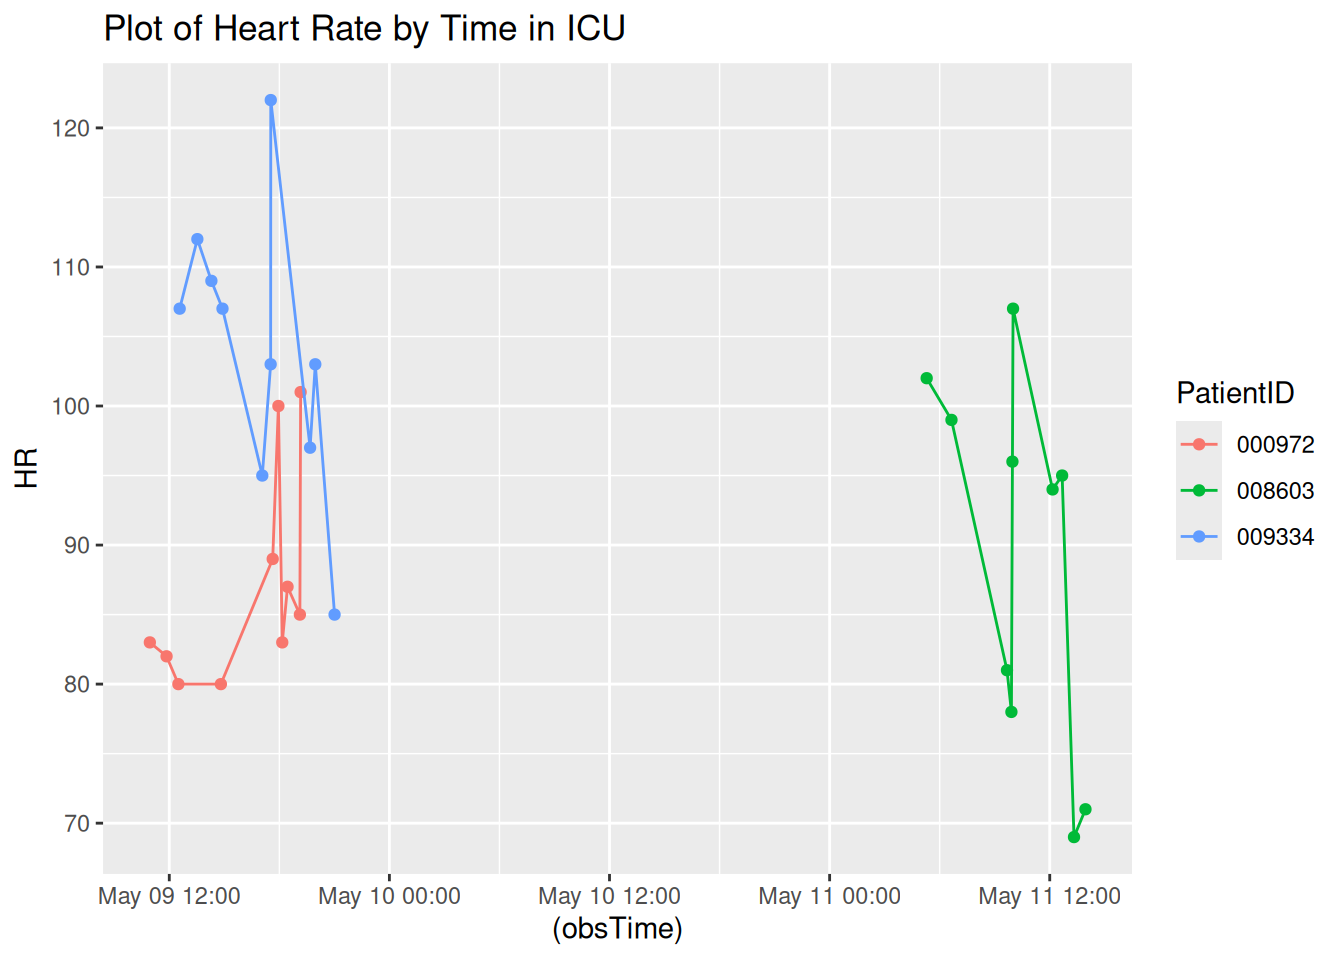 Plot of Heart Rate by Time in ICU
HR
120
110
100
90
80
70
May 09 12:00
May 10 00:00
May 10 12:00
May 11 00:00
May 11 12:00
(obsTime)
PatientID
000972
008603
009334